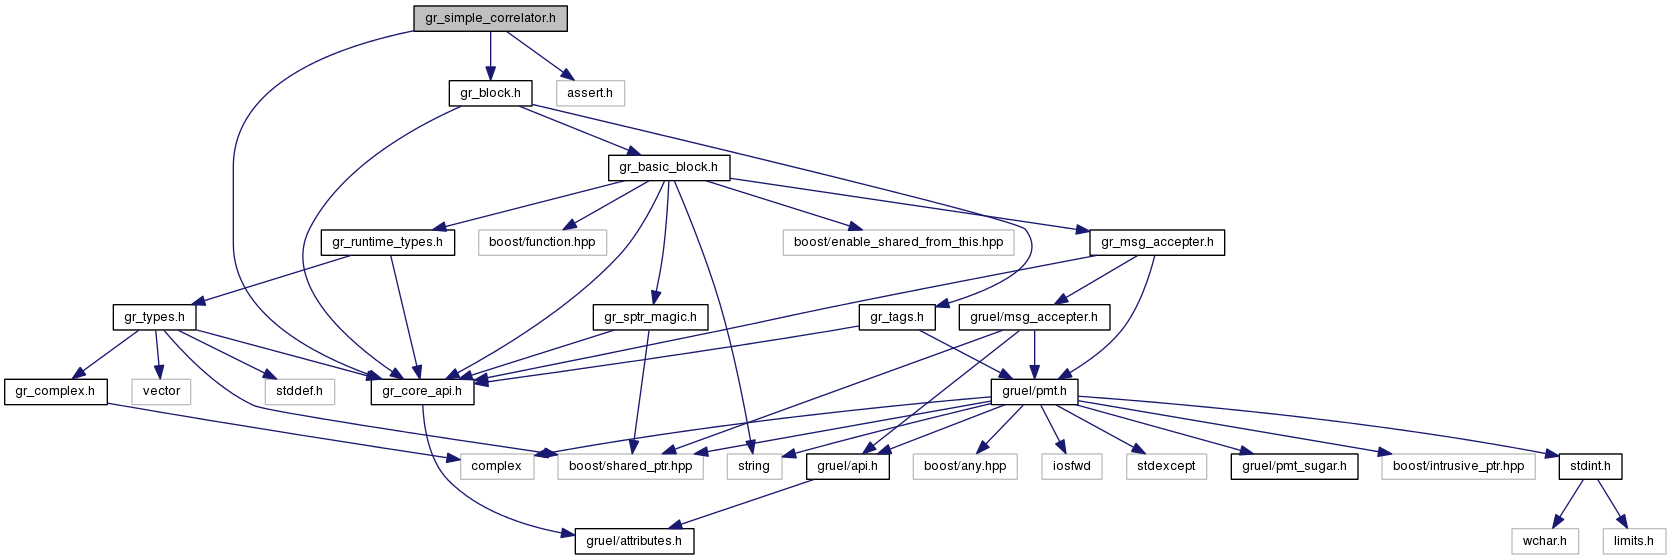 gr_simple_correlator.h
gr_block.h
assert.h
gr_basic_block.h
gr_runtime_types.h
boost/function.hpp
boost/enable_shared_from_this.hpp
gr_msg_accepter.h
gr_types.h
gr_sptr_magic.h
gr_tags.h
gruel/msg_accepter.h
gr_complex.h
vector
stddef.h
gr_core_api.h
gruel/pmt.h
complex
boost/shared_ptr.hpp
string
gruel/api.h
boost/any.hpp
iosfwd
stdexcept
gruel/pmt_sugar.h
boost/intrusive_ptr.hpp
stdint.h
gruel/attributes.h
wchar.h
limits.h